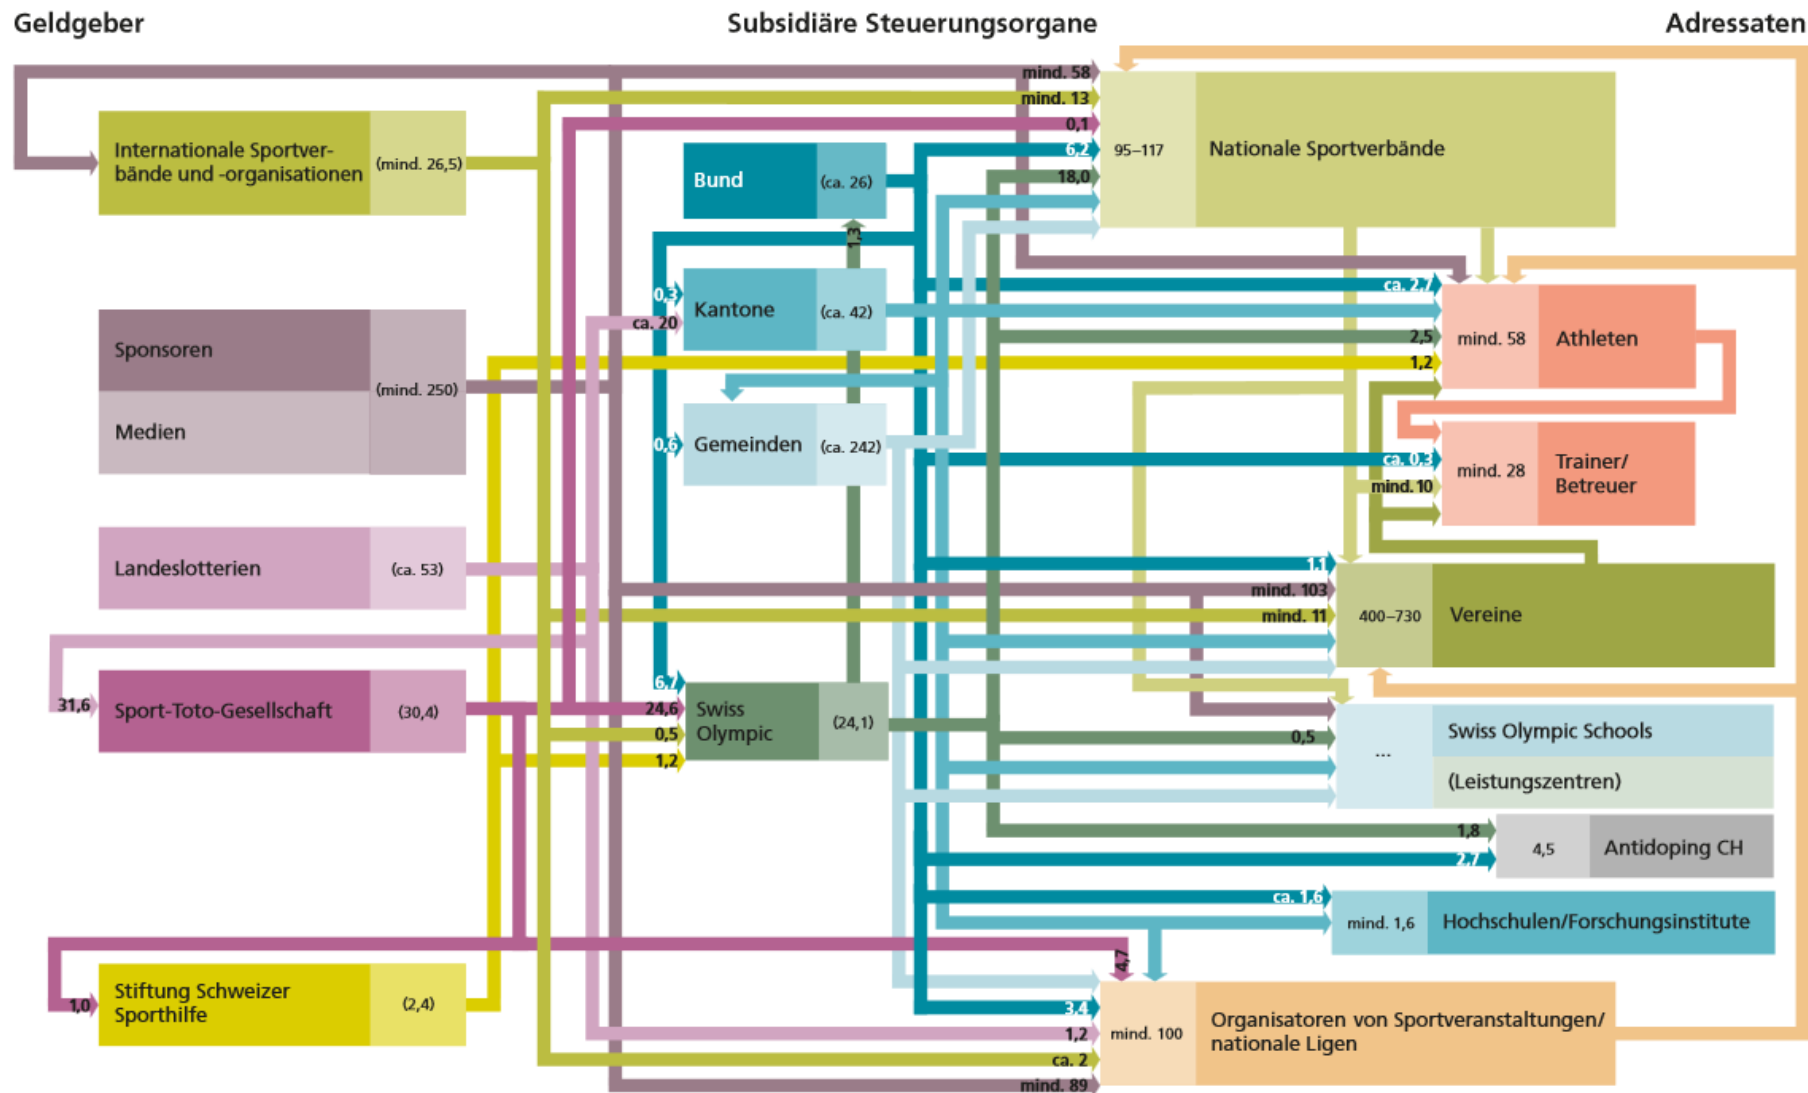 Geldgeber
Subsidiäre Steuerungsorgane
Adressaten
mind. 58
mind. 13
0,1
6,2
18,0
95–117
Nationale Sportverbände
Internationale Sportver-
bände und -organisationen
(mind. 26,5)
Bund
(ca. 26)
1,3
0,3
ca. 20
Kantone
(ca. 42)
ca. 2,7
2,5
1,2
mind. 58
Athleten
Sponsoren
Medien
(mind. 250)
0,6
Gemeinden
(ca. 242)
ca. 0,3
mind. 10
mind. 28
Trainer/
Betreuer
Landeslotterien
(ca. 53)
1,1
mind. 103
mind. 11
400–730
Vereine
31,6
Sport-Toto-Gesellschaft
(30,4)
6,7
24,6
0,5
1,2
Swiss
Olympic
(24,1)
0,5
...
Swiss Olympic Schools
(Leistungszentren)
1,8
2,7
4,5
Antidoping CH
ca. 1,6
mind. 1,6
Hochschulen/Forschungsinstitute
1,0
Stiftung Schweizer
Sporthilfe
(2,4)
4,7
3,4
1,2
ca. 2
mind. 89
mind. 100
Organisatoren von Sportveranstaltungen/
nationale Ligen